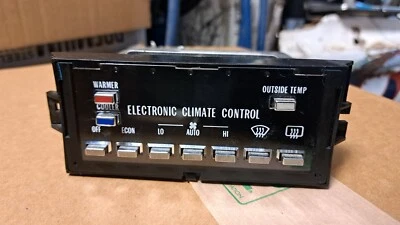 WARMER
COOLER
OUTSIDE TEMP
ELECTRONIC CLIMATE CONTROL
OFF ECON LO AUTO HI